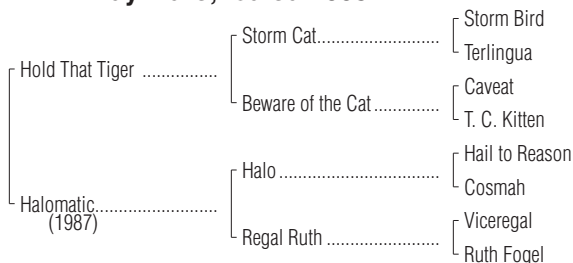 Storm Bird
Storm Cat
Terlingua
Hold That Tiger
Caveat
Beware of the Cat
T. C. Kitten
Hail to Reason
Halo
Cosmah
Halomatic
(1987)
Viceregal
Regal Ruth
Ruth Fogel